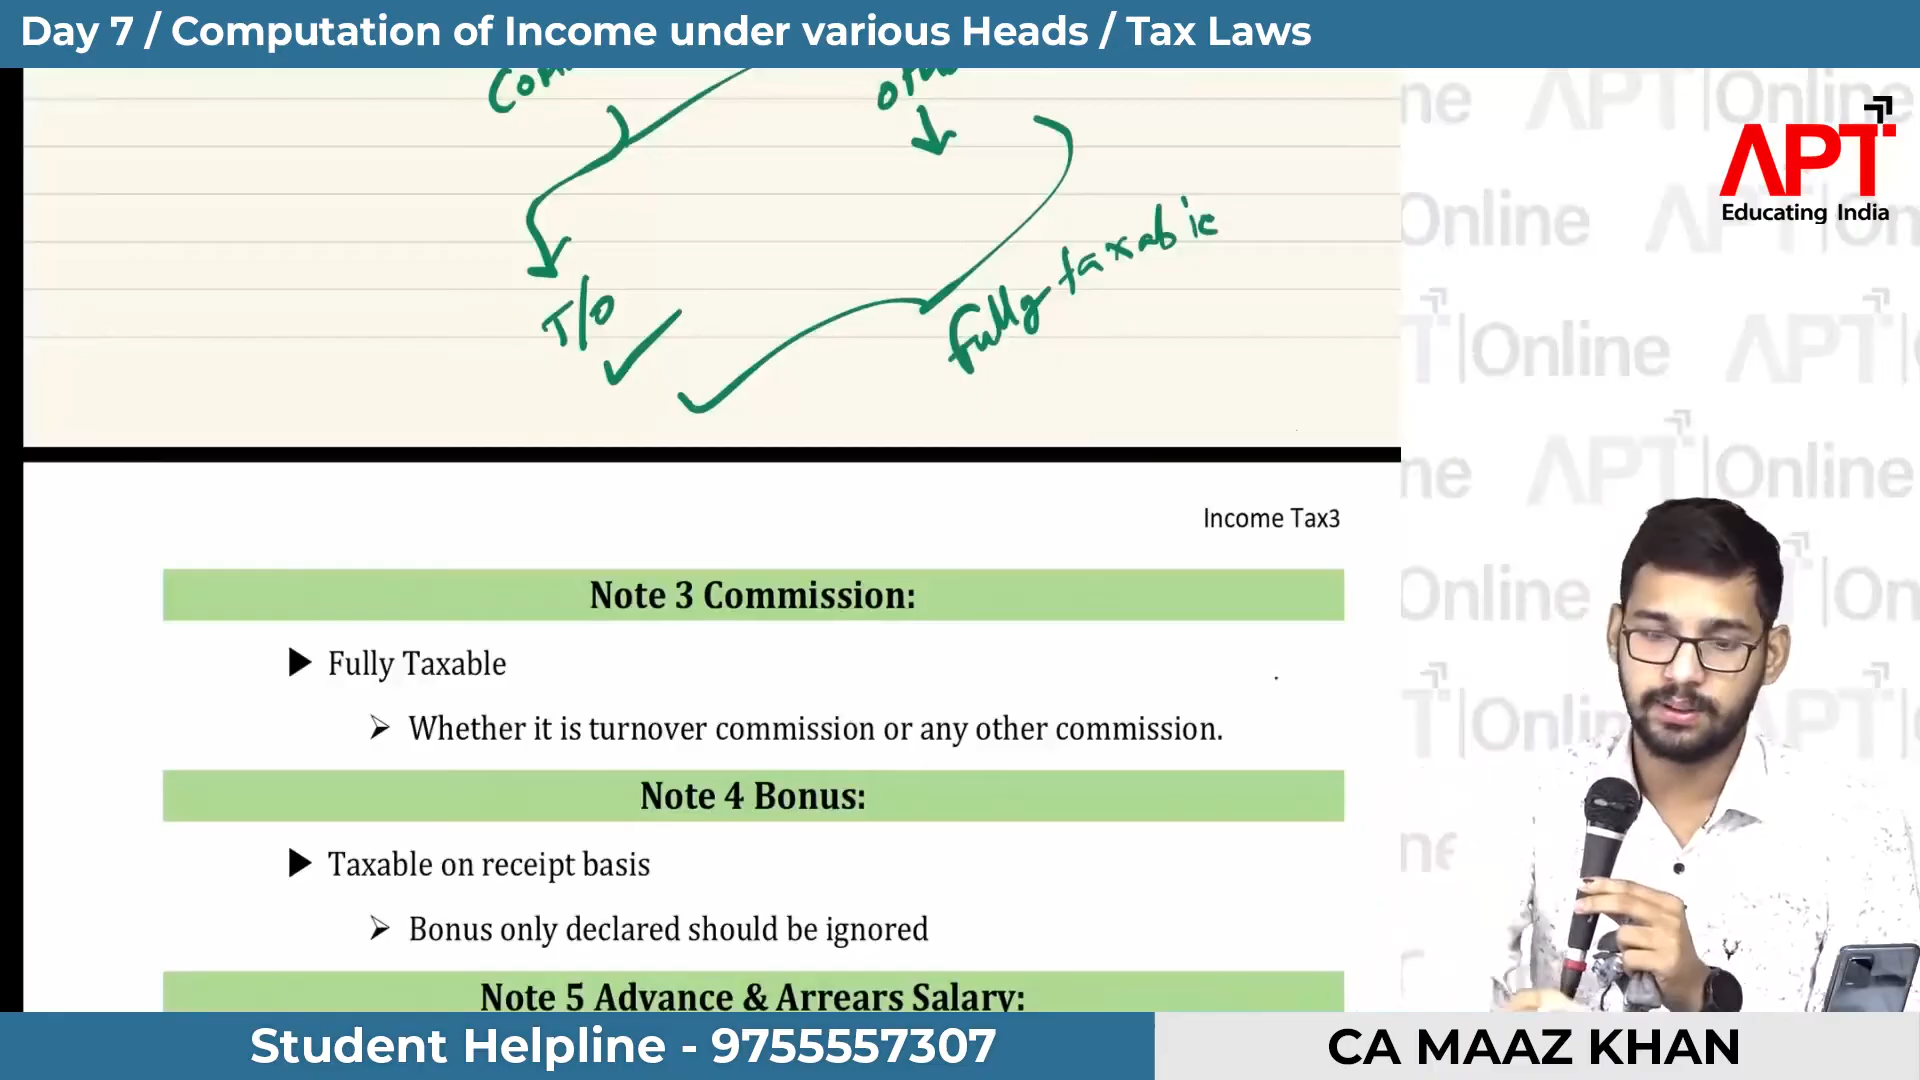 Day 7 / Computation of Income under various Heads / Tax Laws
T/O
fully taxable
APT
Educating India
Income Tax3
Note 3 Commission:
Fully Taxable
Whether it is turnover commission or any other commission.
Note 4 Bonus:
Taxable on receipt basis
Bonus only declared should be ignored
Note 5 Advance & Arrears Salary:
Student Helpline - 9755557307
CA MAAZ KHAN
APT|Online